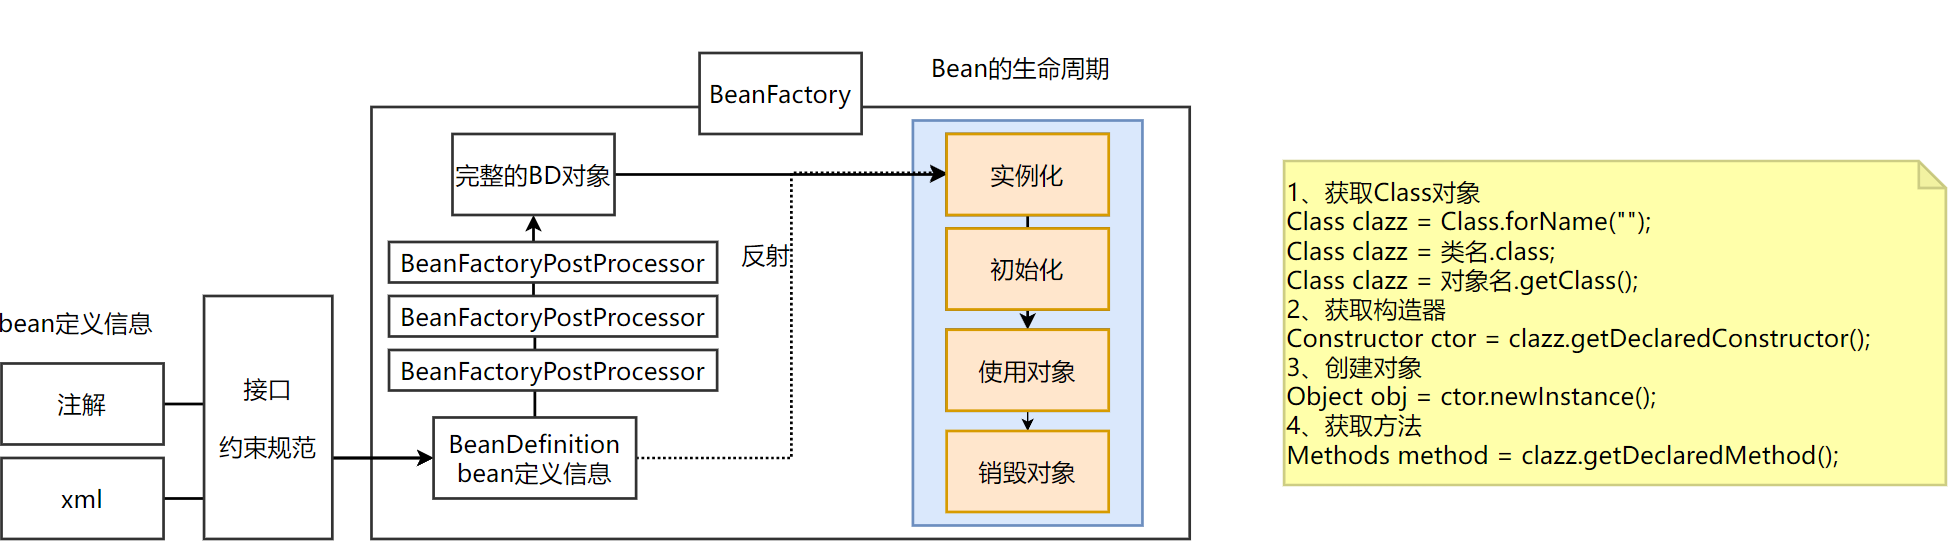 bean定义信息
注解
xml
接口
约束规范
BeanFactory
完整的BD对象
BeanFactoryPostProcessor
BeanFactoryPostProcessor
BeanFactoryPostProcessor
BeanDefinition
bean定义信息
反射
Bean的生命周期
实例化
初始化
使用对象
销毁对象
1、获取Class对象
Class clazz = Class.forName("");
Class clazz = 类名.class;
Class clazz = 对象名.getClass();
2、获取构造器
Constructor ctor = clazz.getDeclaredConstructor();
3、创建对象
Object obj = ctor.newInstance();
4、获取方法
Methods method = clazz.getDeclaredMethod();